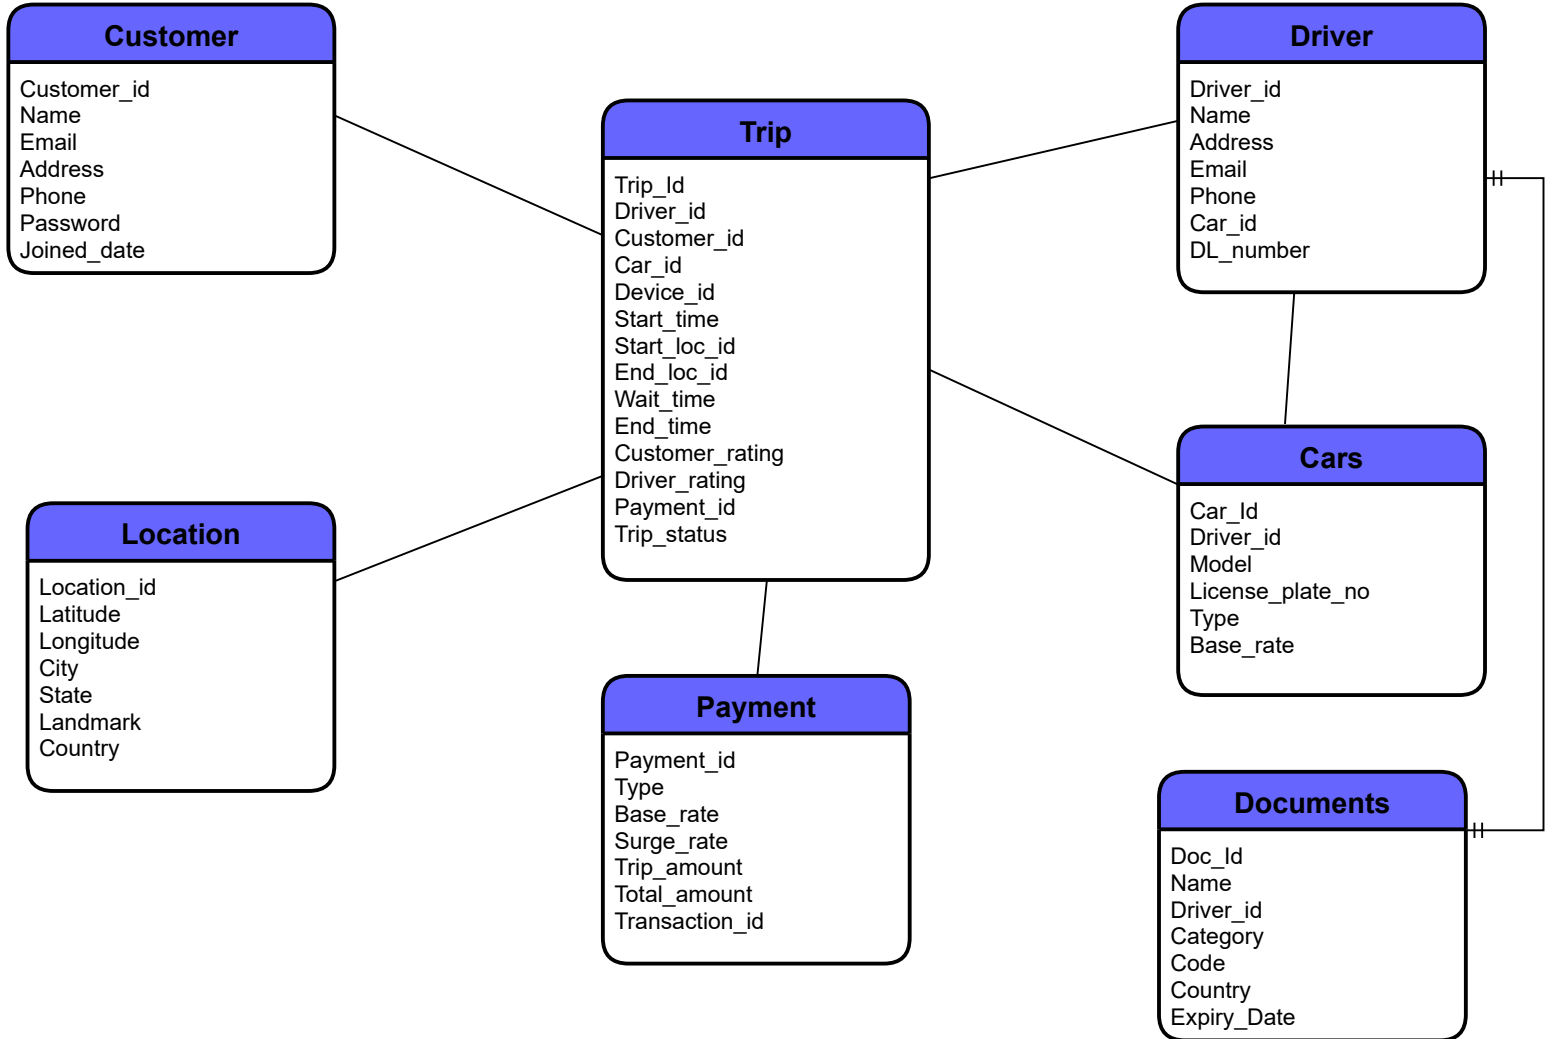 Customer
Customer_id
Name
Email
Address
Phone
Password
Joined_date
Trip
Trip_Id
Driver_id
Customer_id
Car_id
Device_id
Start_time
Start_loc_id
End_loc_id
Wait_time
End_time
Customer_rating
Driver_rating
Payment_id
Trip_status
Driver
Driver_id
Name
Address
Email
Phone
Car_id
DL_number
Location
Location_id
Latitude
Longitude
City
State
Landmark
Country
Payment
Payment_id
Type
Base_rate
Surge_rate
Trip_amount
Total_amount
Transaction_id
Cars
Car_Id
Driver_id
Model
License_plate_no
Type
Base_rate
Documents
Doc_Id
Name
Driver_id
Category
Code
Country
Expiry_Date